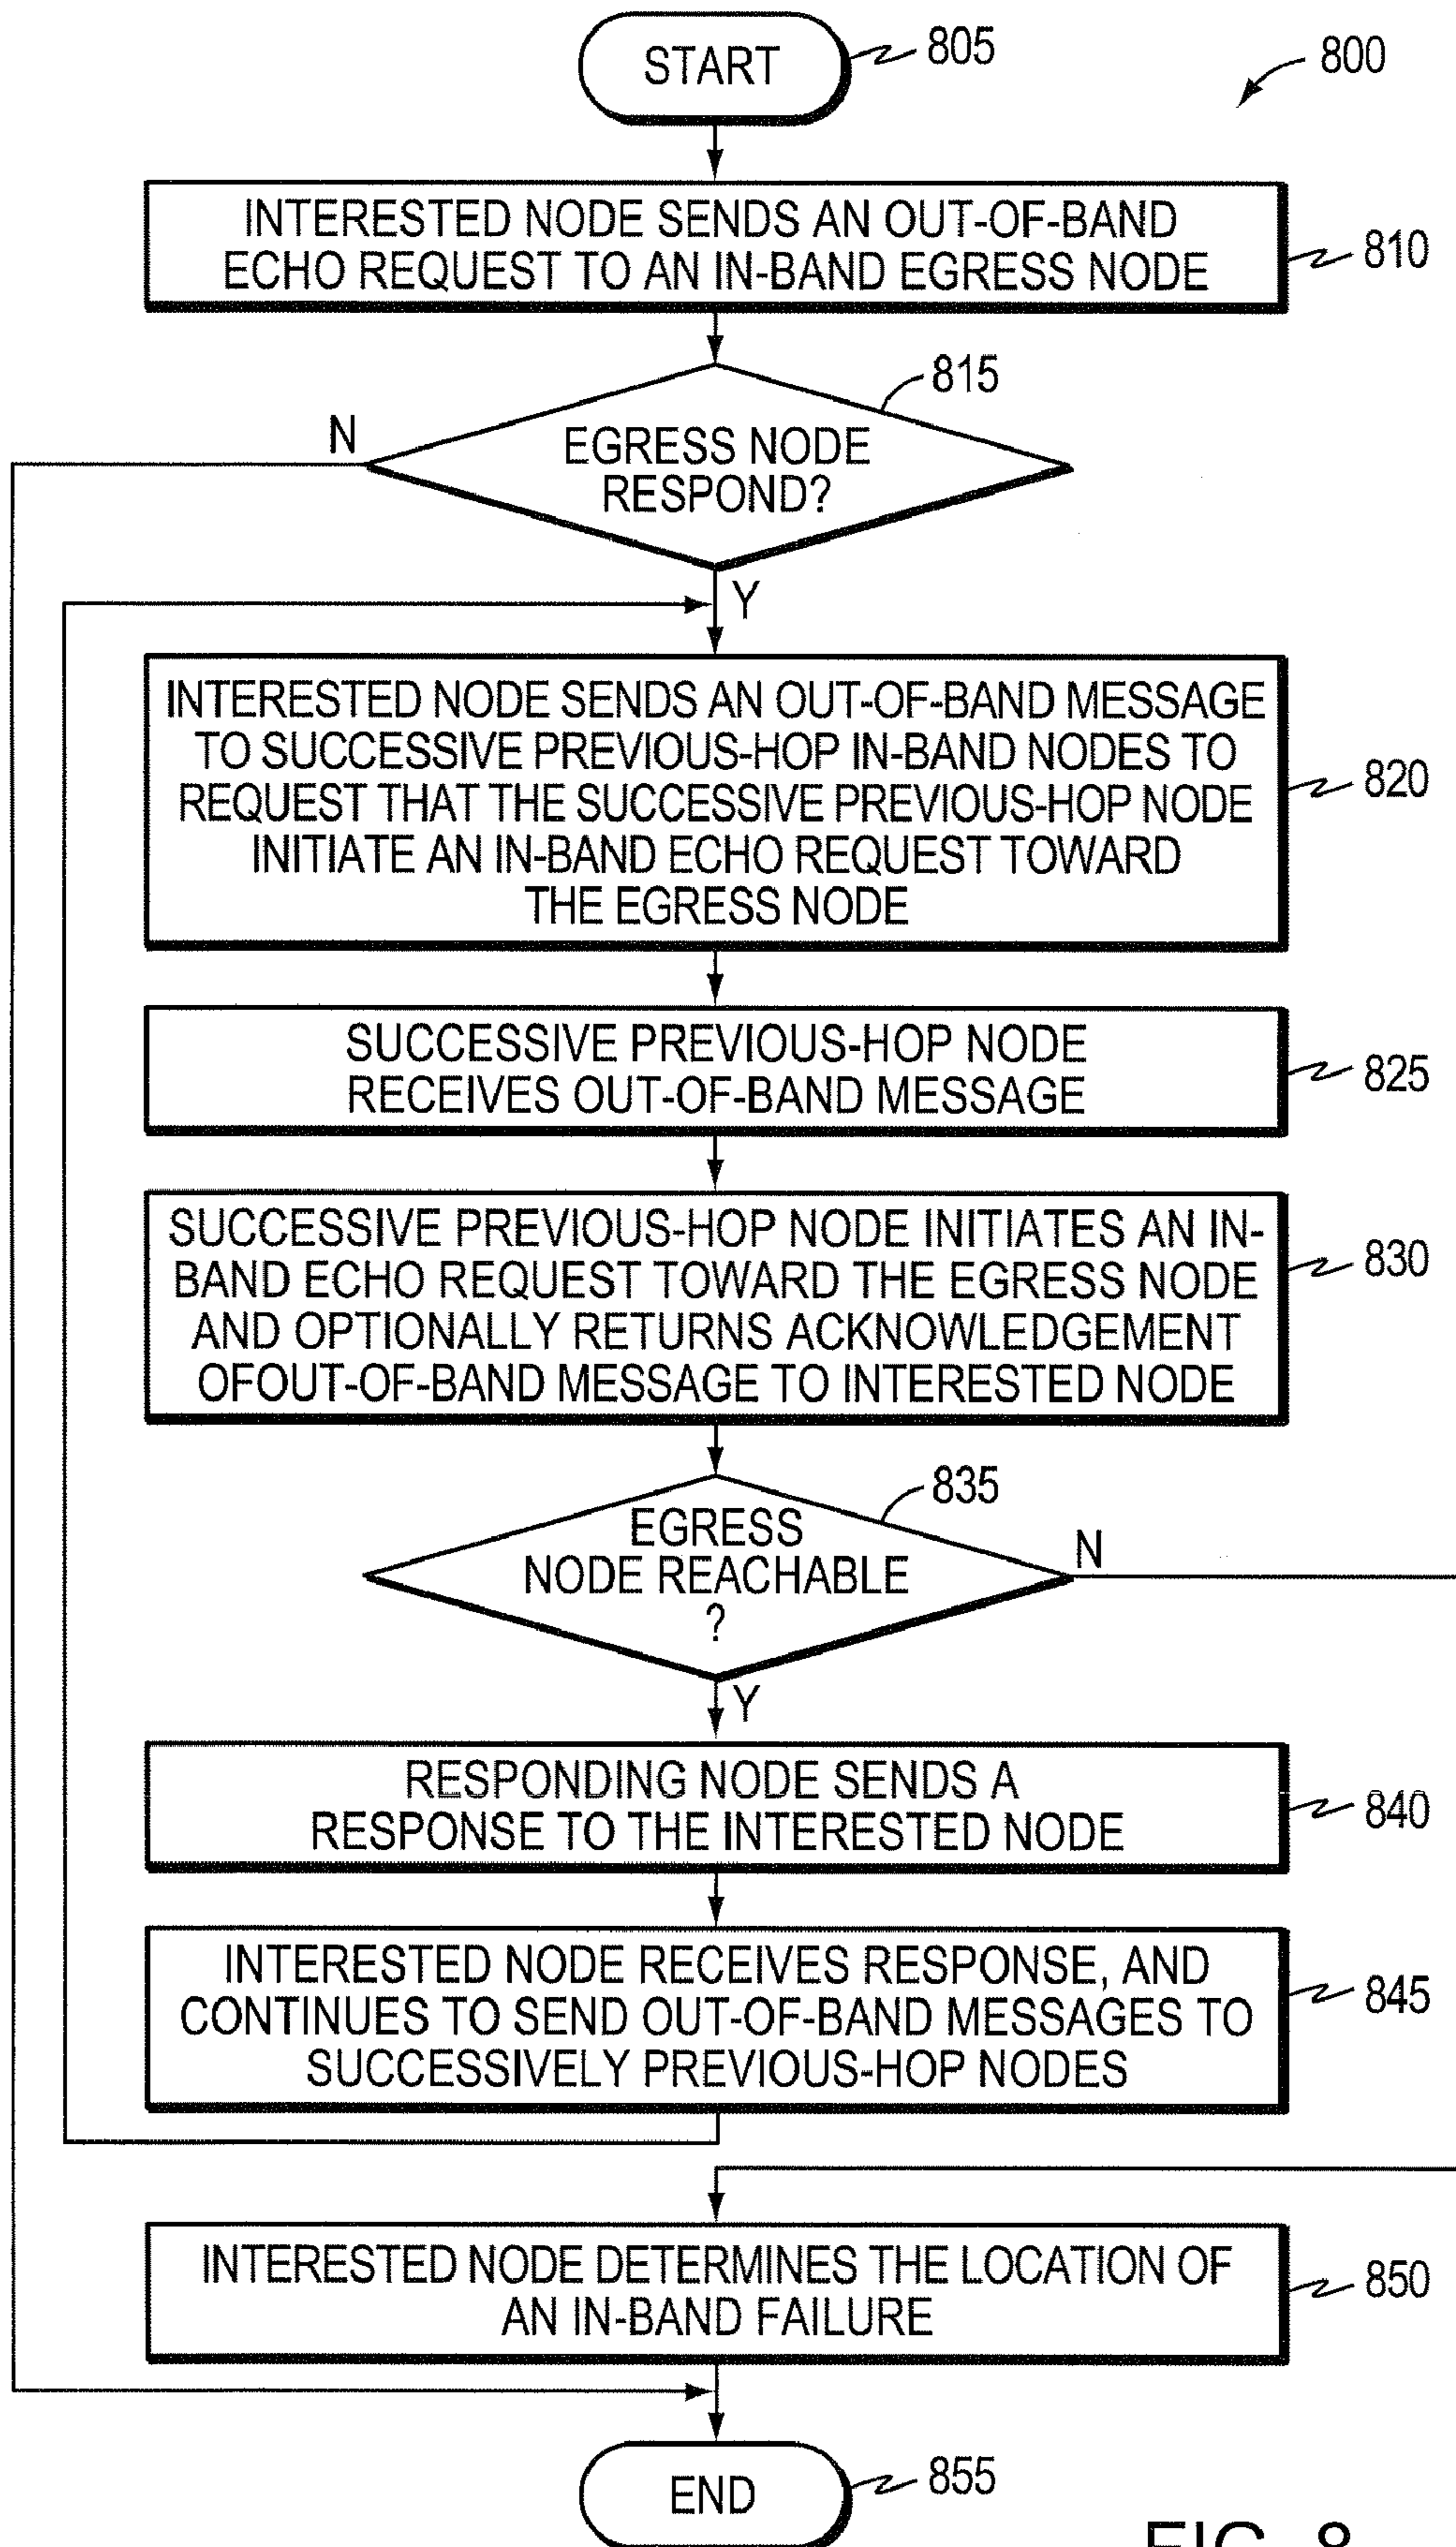 START
805
800
INTERESTED NODE SENDS AN OUT-OF-BAND
ECHO REQUEST TO AN IN-BAND EGRESS NODE
810
815
N
EGRESS NODE
RESPOND?
Y
INTERESTED NODE SENDS AN OUT-OF-BAND MESSAGE
TO SUCCESSIVE PREVIOUS-HOP IN-BAND NODES TO
REQUEST THAT THE SUCCESSIVE PREVIOUS-HOP NODE
INITIATE AN IN-BAND ECHO REQUEST TOWARD
THE EGRESS NODE
820
SUCCESSIVE PREVIOUS-HOP NODE
RECEIVES OUT-OF-BAND MESSAGE
825
SUCCESSIVE PREVIOUS-HOP NODE INITIATES AN IN-
BAND ECHO REQUEST TOWARD THE EGRESS NODE
AND OPTIONALLY RETURNS ACKNOWLEDGEMENT
OFOUT-OF-BAND MESSAGE TO INTERESTED NODE
830
835
EGRESS
NODE REACHABLE
?
N
Y
RESPONDING NODE SENDS A
RESPONSE TO THE INTERESTED NODE
840
INTERESTED NODE RECEIVES RESPONSE, AND
CONTINUES TO SEND OUT-OF-BAND MESSAGES TO
SUCCESSIVELY PREVIOUS-HOP NODES
845
INTERESTED NODE DETERMINES THE LOCATION OF
AN IN-BAND FAILURE
850
END
855
FIG. 8